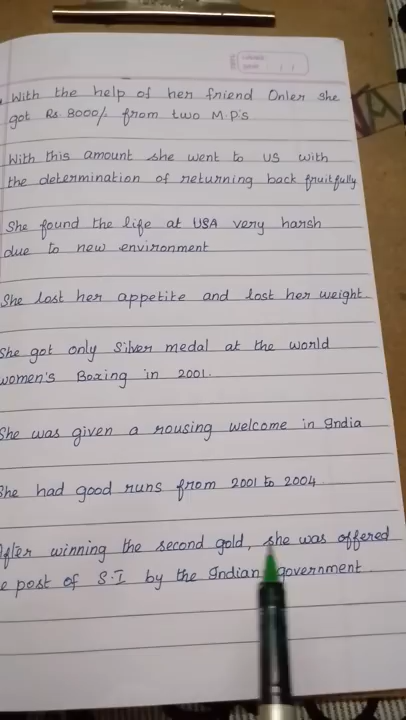 With the help of her friend Onler she
got Rs. 8000/- from two M.P's
With this amount she went to US with
the determination of returning back fruitfully
She found the life at USA very harsh
due to new environment
She lost her appetite and lost her weight
She got only Silver medal at the world
women's Boxing in 2001.
She was given a rousing welcome in India
She had good runs from 2001 to 2004
After winning the second gold, she was offered
e post of S.I by the Indian government